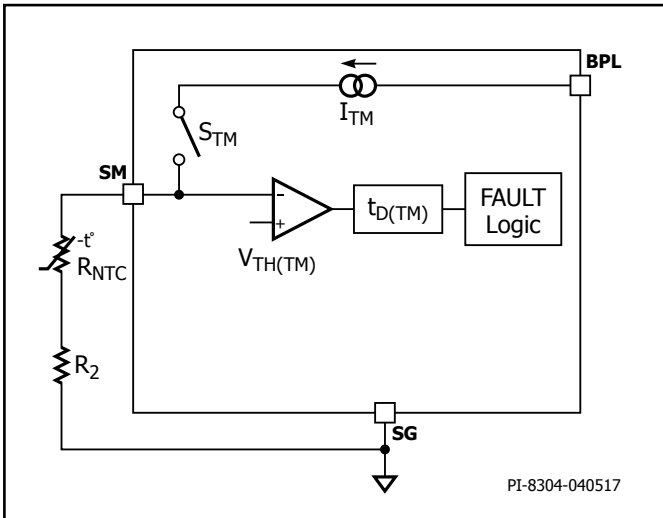 BPL
I_TM
S_TM
SM
-
+
t_D(TM)
FAULT
Logic
V_TH(TM)
-t°
R_NTC
R_2
SG
PI-8304-040517